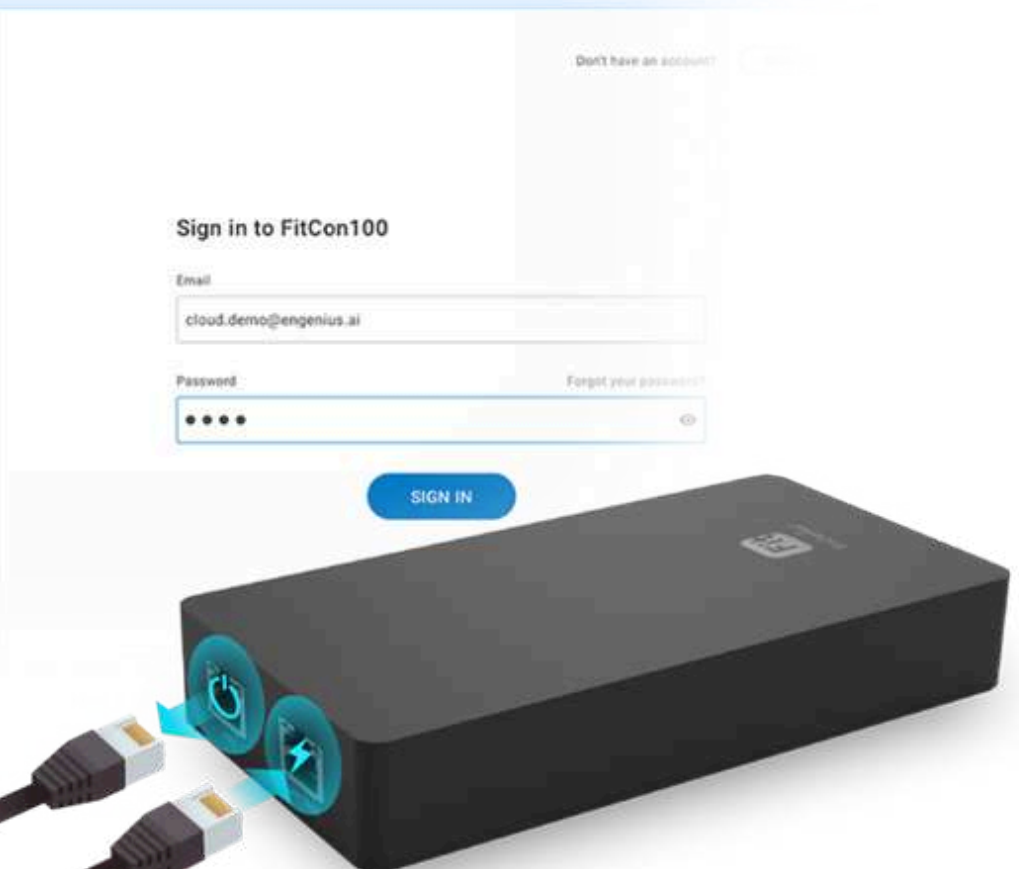 Don't have an account?
Sign in to FitCon100
Email
cloud.demo@engenius.ai
Password
Forgot your password?
SIGN IN
Fit